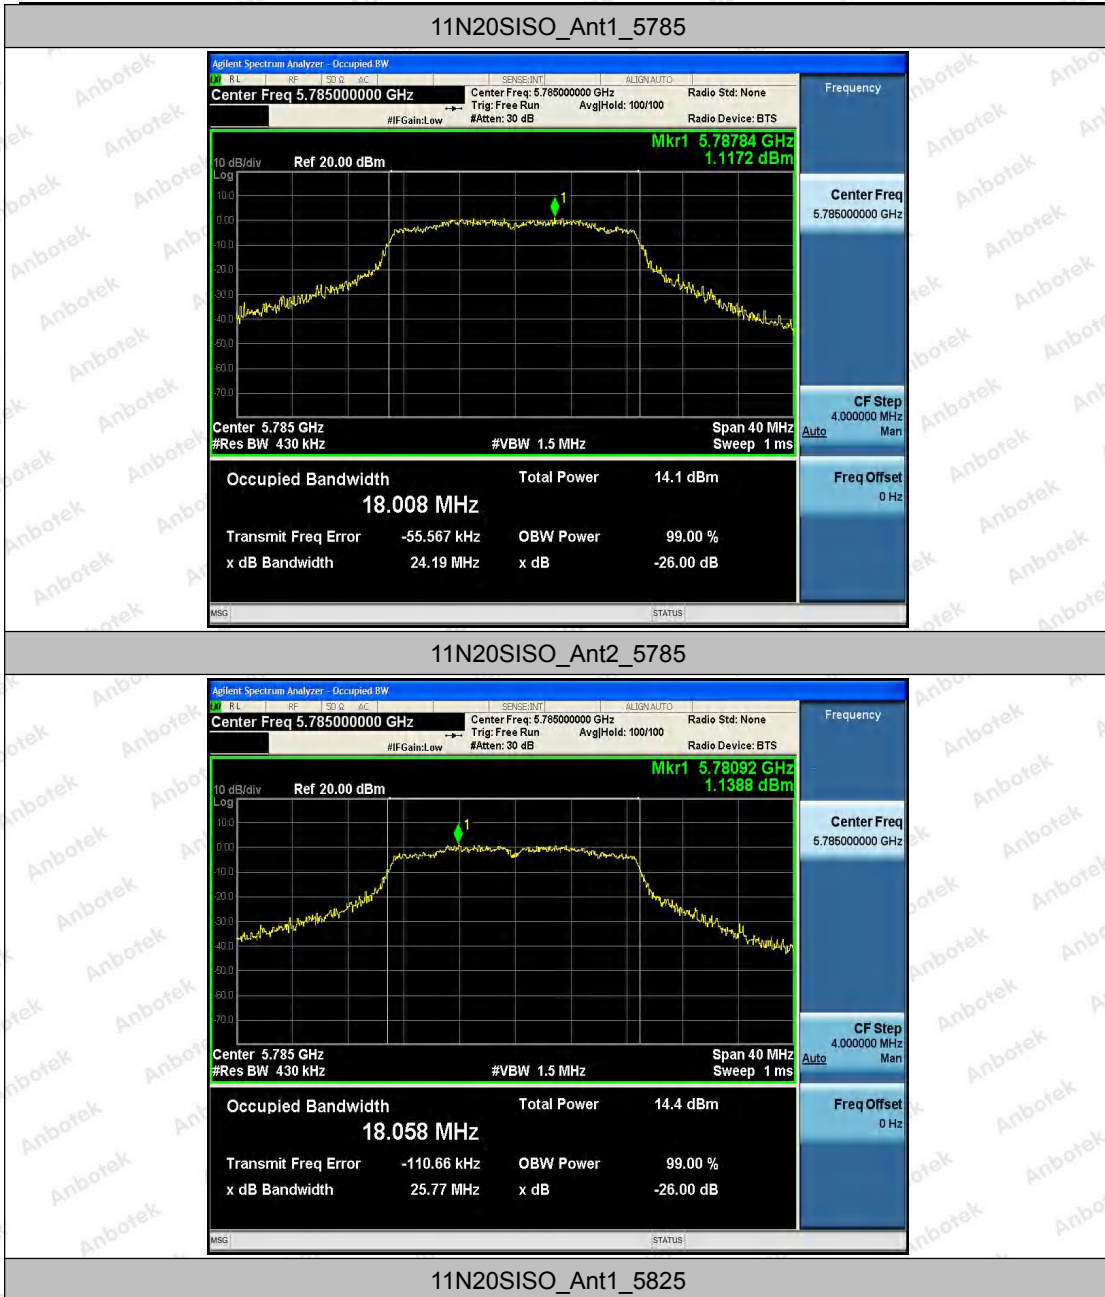 11N20SISO_Ant1_5785
Agilent Spectrum Analyzer - Occupied BW
RL RF 50 Ω AC SENSE:INT ALIGNAUTO
Center Freq 5.785000000 GHz
Center Freq: 5.785000000 GHz Radio Std: None
Trig: Free Run Avg|Hold: 100/100
#IFGain:Low #Atten: 30 dB Radio Device: BTS
Mkr1 5.78784 GHz
1.1172 dBm
10 dB/div Ref 20.00 dBm
Log
10.0
0.00
-10.0
-20.0
-30.0
-40.0
-50.0
-60.0
-70.0
1
Center 5.785 GHz Span 40 MHz
#Res BW 430 kHz #VBW 1.5 MHz Sweep 1 ms
Occupied Bandwidth Total Power 14.1 dBm
18.008 MHz
Transmit Freq Error -55.567 kHz OBW Power 99.00 %
x dB Bandwidth 24.19 MHz x dB -26.00 dB
MSG STATUS
Frequency
Center Freq
5.785000000 GHz
CF Step
4.000000 MHz
Auto Man
Freq Offset
0 Hz
11N20SISO_Ant2_5785
Agilent Spectrum Analyzer - Occupied BW
RL RF 50 Ω AC SENSE:INT ALIGNAUTO
Center Freq 5.785000000 GHz
Center Freq: 5.785000000 GHz Radio Std: None
Trig: Free Run Avg|Hold: 100/100
#IFGain:Low #Atten: 30 dB Radio Device: BTS
Mkr1 5.78092 GHz
1.1388 dBm
10 dB/div Ref 20.00 dBm
Log
10.0
0.00
-10.0
-20.0
-30.0
-40.0
-50.0
-60.0
-70.0
1
Center 5.785 GHz Span 40 MHz
#Res BW 430 kHz #VBW 1.5 MHz Sweep 1 ms
Occupied Bandwidth Total Power 14.4 dBm
18.058 MHz
Transmit Freq Error -110.66 kHz OBW Power 99.00 %
x dB Bandwidth 25.77 MHz x dB -26.00 dB
MSG STATUS
Frequency
Center Freq
5.785000000 GHz
CF Step
4.000000 MHz
Auto Man
Freq Offset
0 Hz
11N20SISO_Ant1_5825
Anbotek